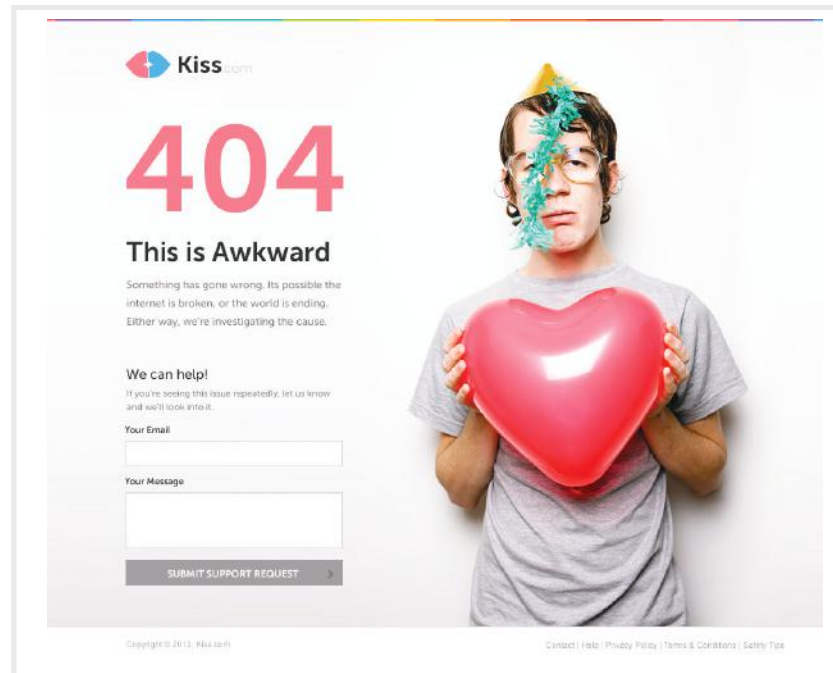 Kiss.com
404
This is Awkward
Something has gone wrong. Its possible the
internet is broken, or the world is ending.
Either way, we're investigating the cause.
We can help!
If you're seeing this issue repeatedly, let us know
and we'll look into it.
Your Email
Your Message
SUBMIT SUPPORT REQUEST
Copyright © 2013, Kiss.com
Contact | Help | Privacy Policy | Terms & Conditions | Safety Tips